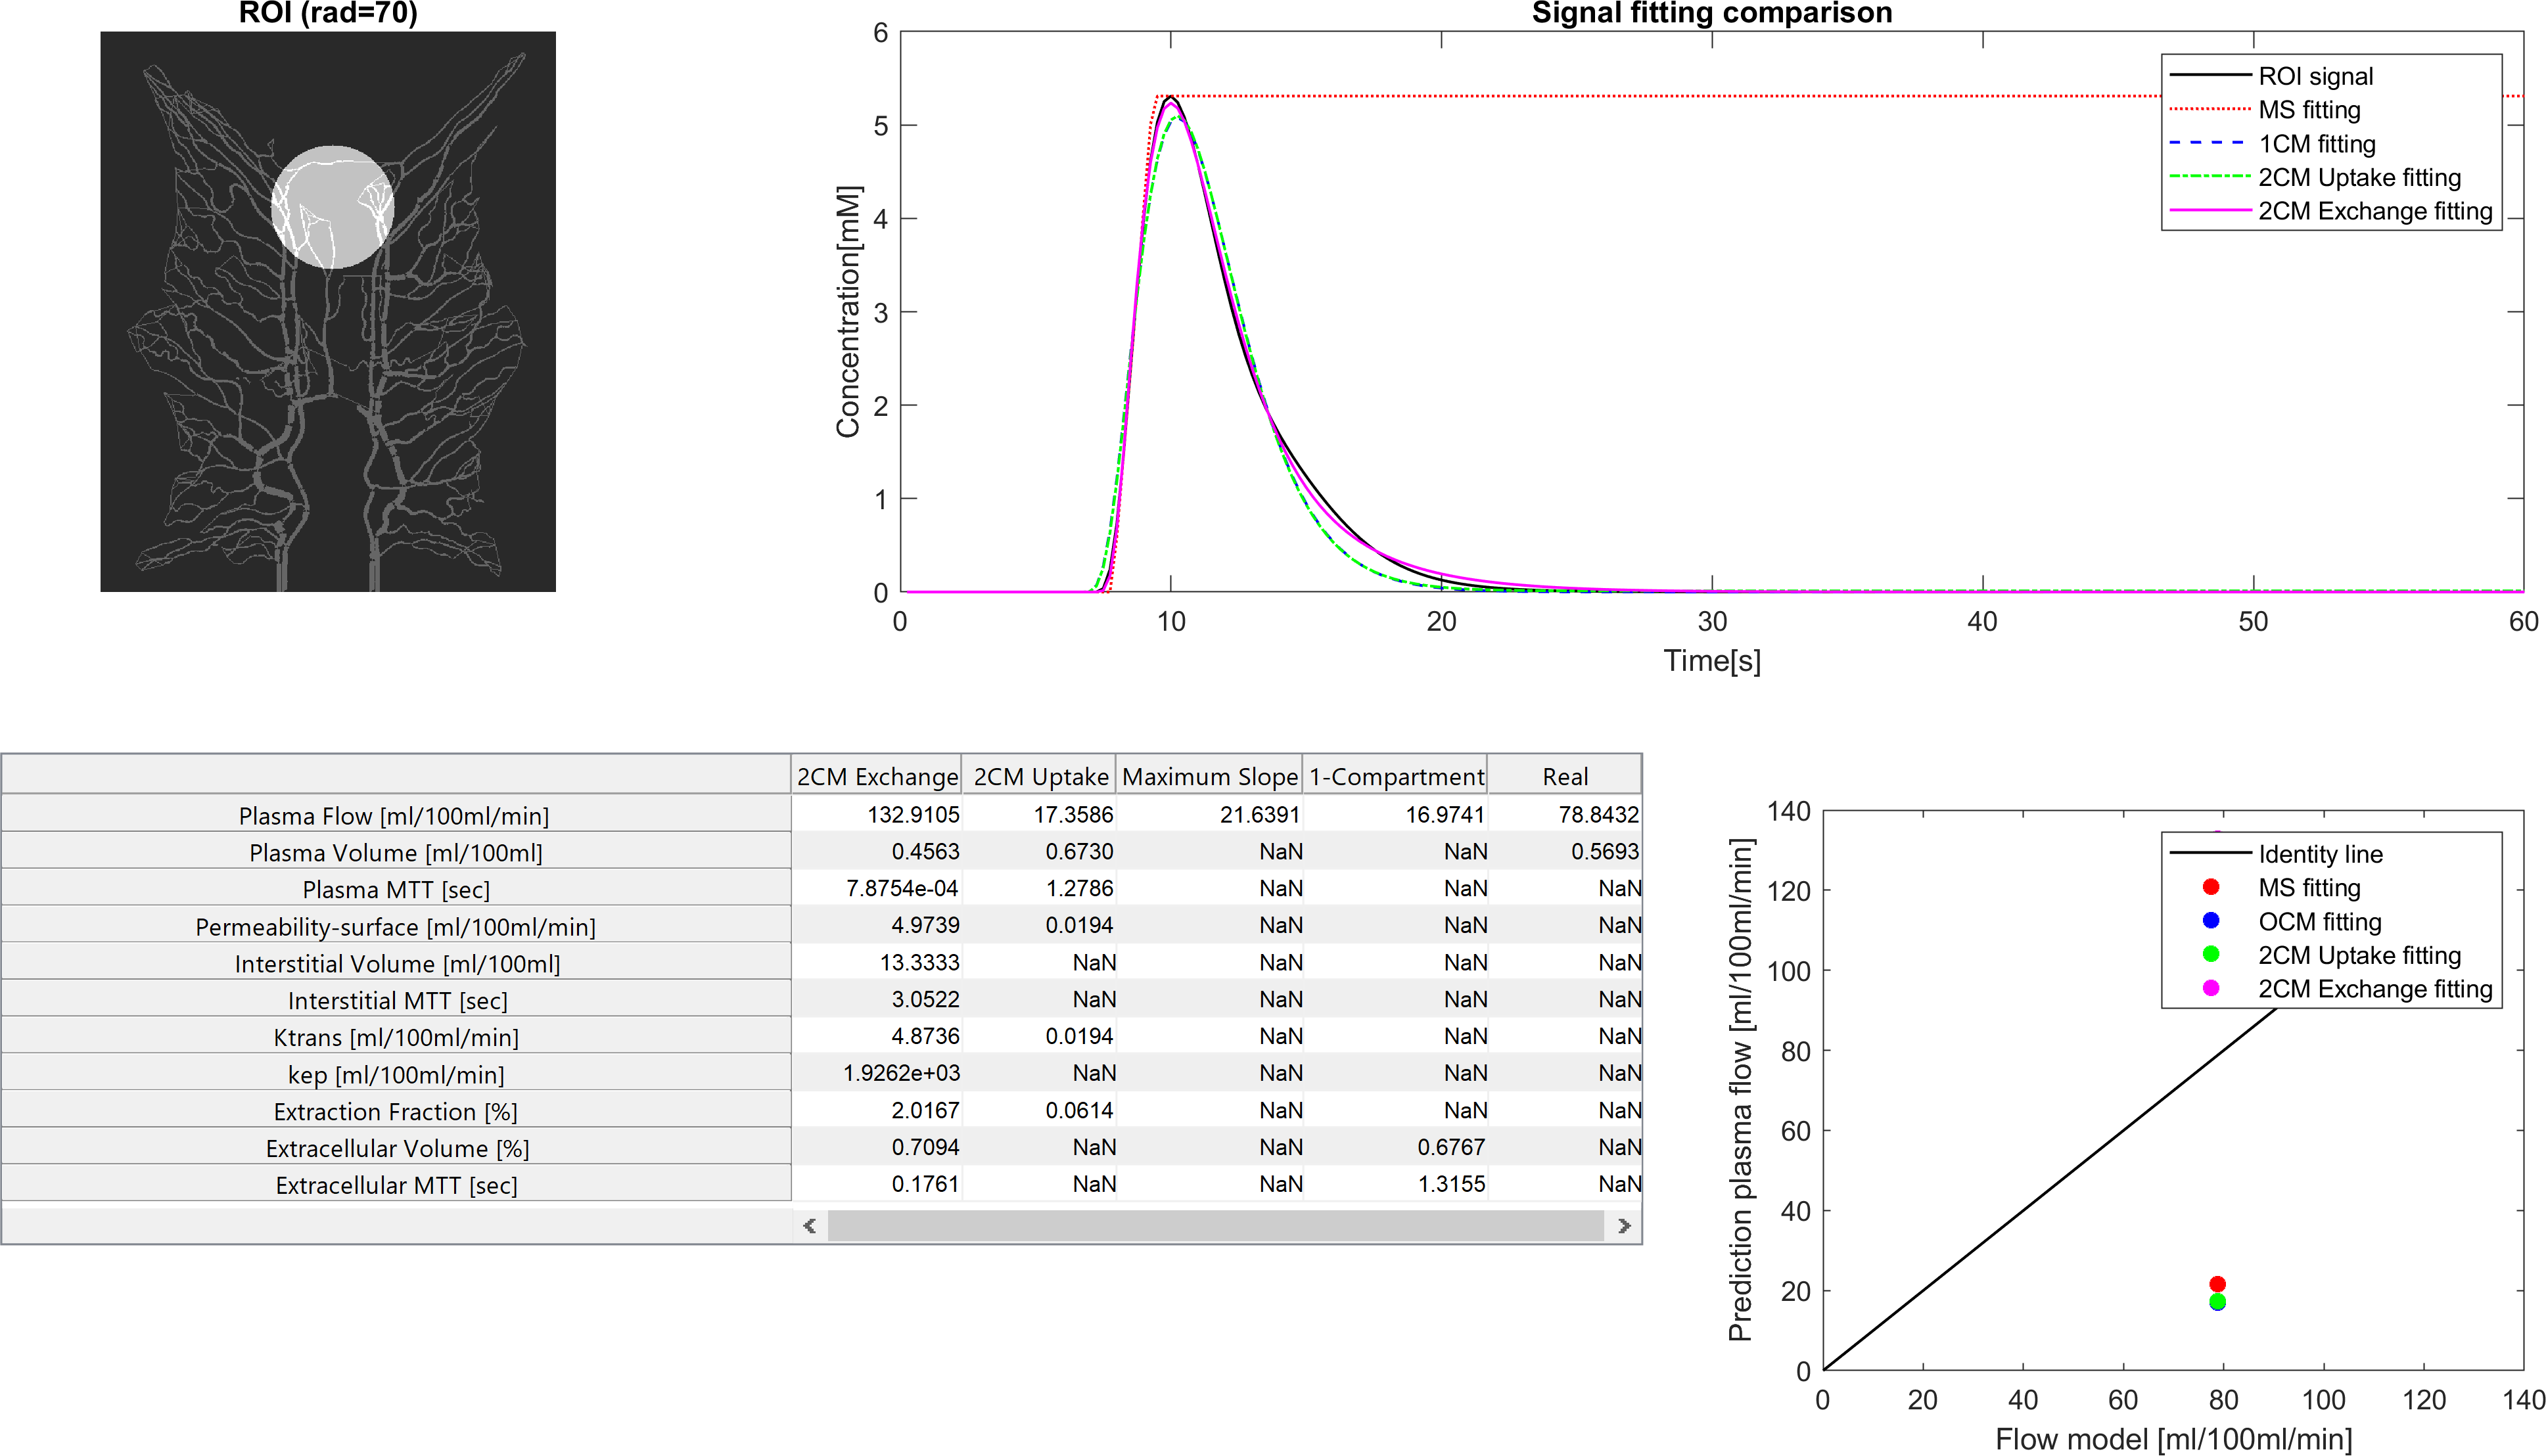 ROI (rad=70)
Signal fitting comparison
6
5
4
3
2
1
0
Concentration[mM]
0 10 20 30 40 50 60
Time[s]
ROI signal
MS fitting
1CM fitting
2CM Uptake fitting
2CM Exchange fitting
2CM Exchange 2CM Uptake Maximum Slope 1-Compartment Real
Plasma Flow [ml/100ml/min] 132.9105 17.3586 21.6391 16.9741 78.8432
Plasma Volume [ml/100ml] 0.4563 0.6730 NaN NaN 0.5693
Plasma MTT [sec] 7.8754e-04 1.2786 NaN NaN NaN
Permeability-surface [ml/100ml/min] 4.9739 0.0194 NaN NaN NaN
Interstitial Volume [ml/100ml] 13.3333 NaN NaN NaN NaN
Interstitial MTT [sec] 3.0522 NaN NaN NaN NaN
Ktrans [ml/100ml/min] 4.8736 0.0194 NaN NaN NaN
kep [ml/100ml/min] 1.9262e+03 NaN NaN NaN NaN
Extraction Fraction [%] 2.0167 0.0614 NaN NaN NaN
Extracellular Volume [%] 0.7094 NaN NaN 0.6767 NaN
Extracellular MTT [sec] 0.1761 NaN NaN 1.3155 NaN
140
120
100
80
60
40
20
0
Prediction plasma flow [ml/100ml/min]
0 20 40 60 80 100 120 140
Flow model [ml/100ml/min]
Identity line
MS fitting
OCM fitting
2CM Uptake fitting
2CM Exchange fitting